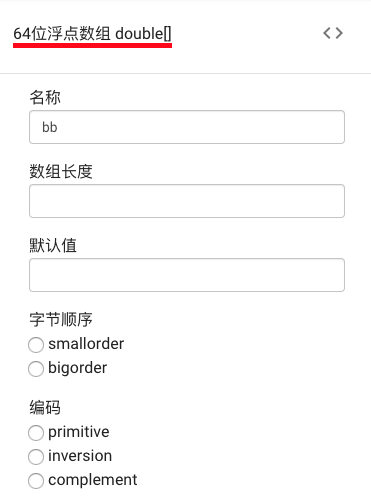 64位浮点数组 double[]
名称
bb
数组长度
默认值
字节顺序
smallorder
bigorder
编码
primitive
inversion
complement